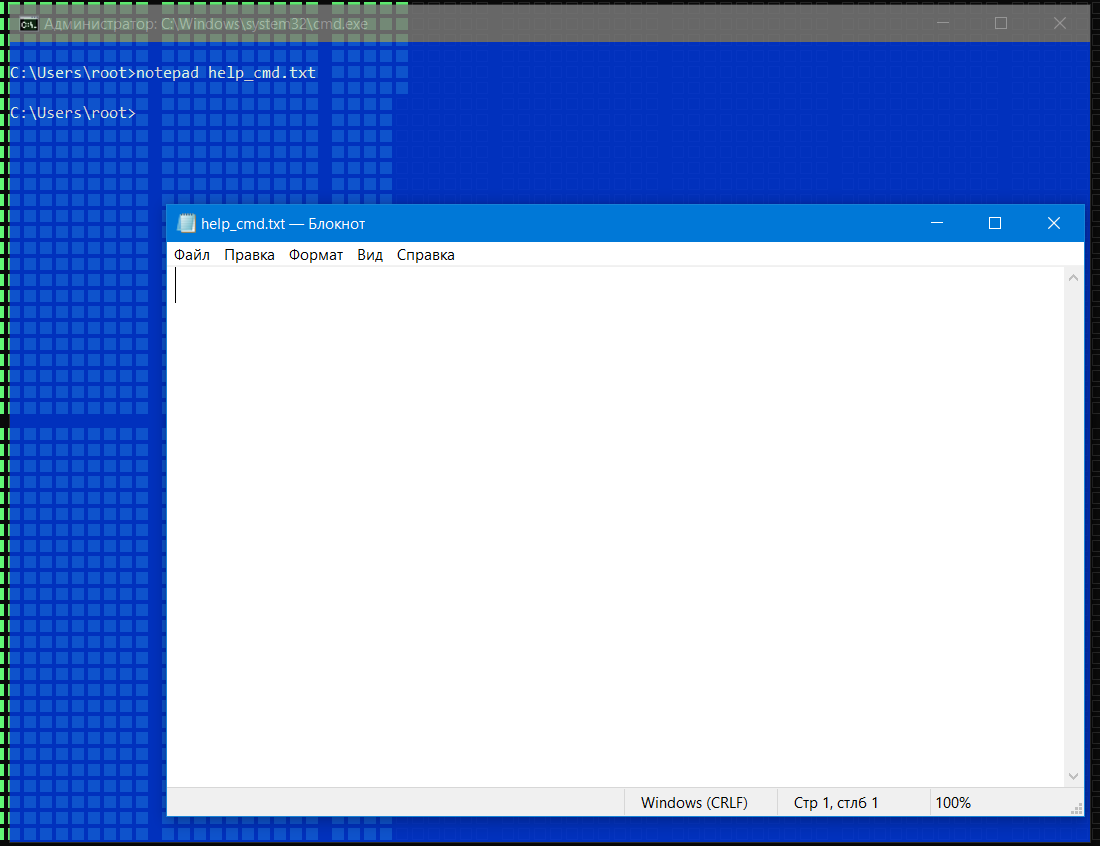 Администратор: C:\Windows\system32\cmd.exe
C:\Users\root>notepad help_cmd.txt
C:\Users\root>
help_cmd.txt — Блокнот
Файл Правка Формат Вид Справка
Windows (CRLF) Стр 1, стлб 1 100%